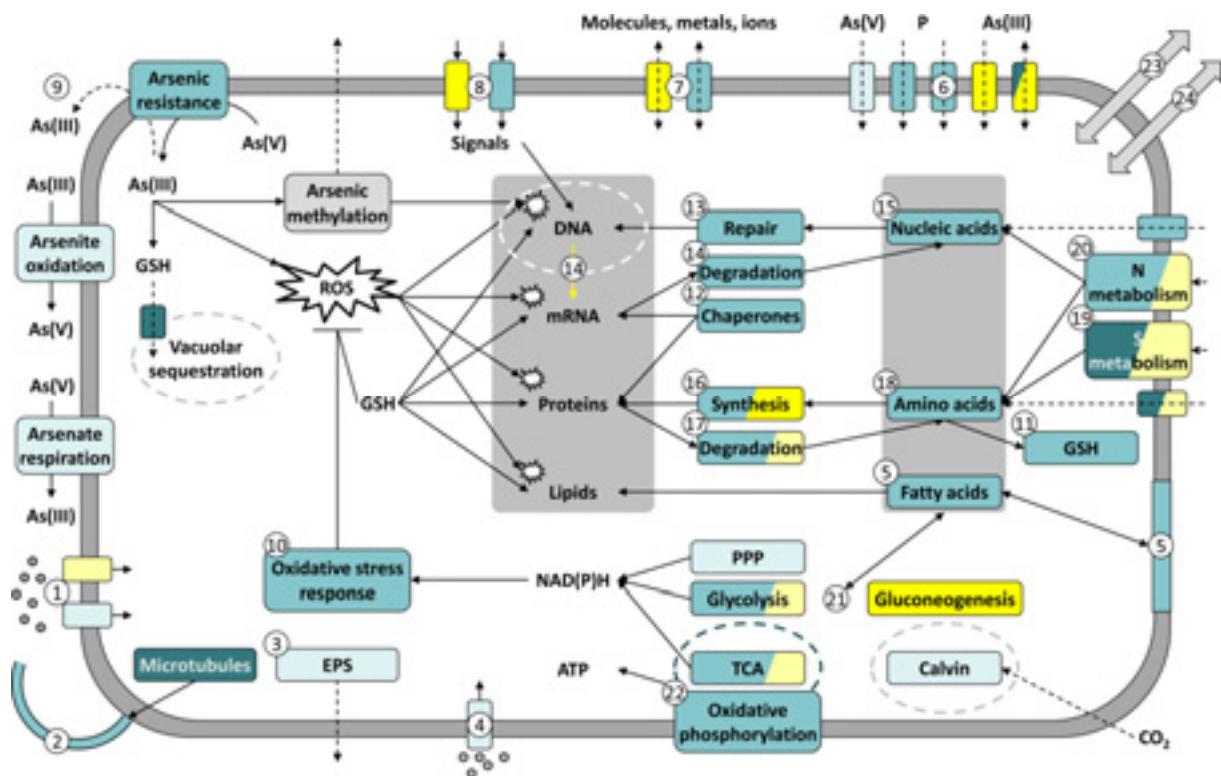 Molecules, metals, ions
As(V)
P
As(III)
23
24
9
Arsenic
resistance
8
7
6
As(III)
As(V)
Signals
As(III)
As(III)
Arsenic
methylation
Arsenite
oxidation
GSH
DNA
13
Repair
15
Nucleic acids
14
14
Degradation
20
N
metabolism
ROS
mRNA
12
Chaperones
19
S
metabolism
As(V)
Vacuolar
sequestration
As(V)
GSH
Proteins
16
Synthesis
18
Amino acids
Arsenate
respiration
17
Degradation
11
GSH
Lipids
5
Fatty acids
As(III)
5
1
10
Oxidative stress
response
NAD(P)H
PPP
Glycolysis
21
Gluconeogenesis
Microtubules
3
EPS
ATP
TCA
Calvin
2
4
22
Oxidative
phosphorylation
CO2